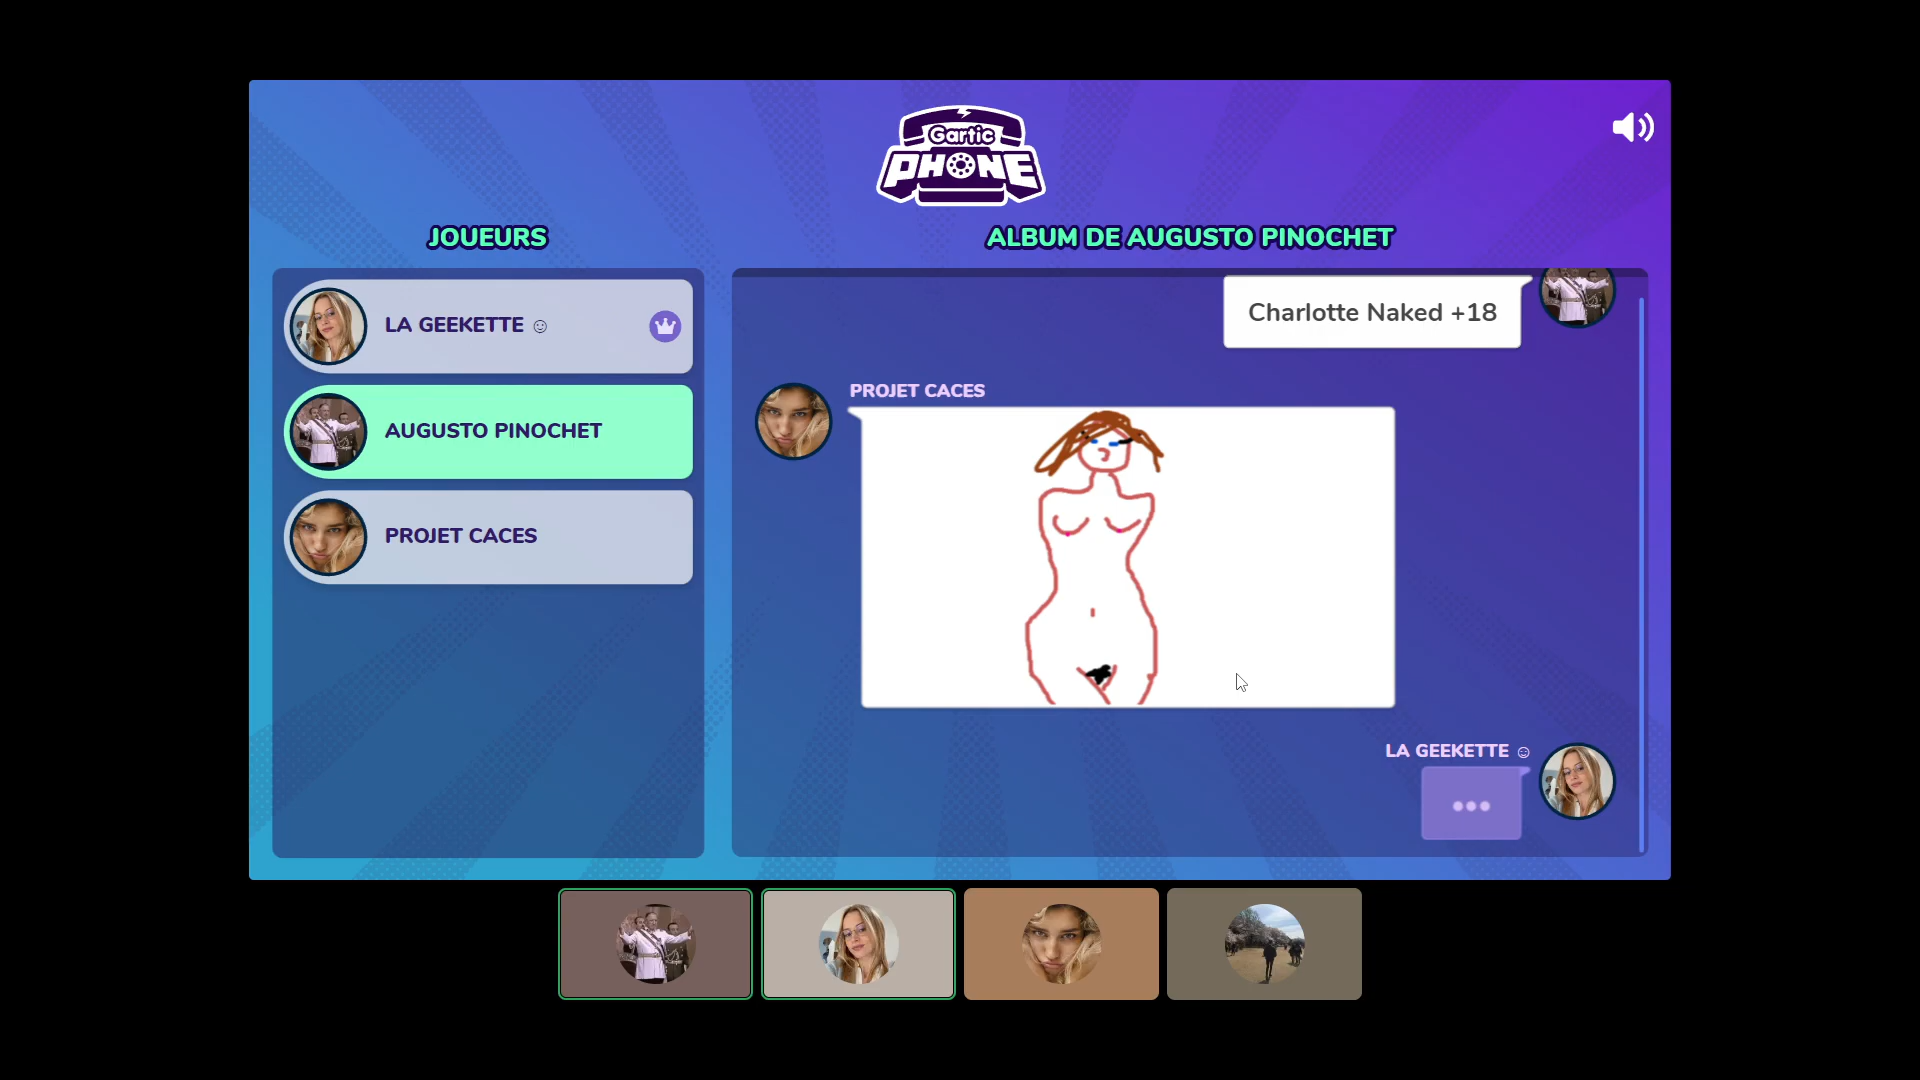 Gartic
PHONE
JOUEURS
LA GEEKETTE ☺
AUGUSTO PINOCHET
PROJET CACES
ALBUM DE AUGUSTO PINOCHET
Charlotte Naked +18
PROJET CACES
LA GEEKETTE ☺